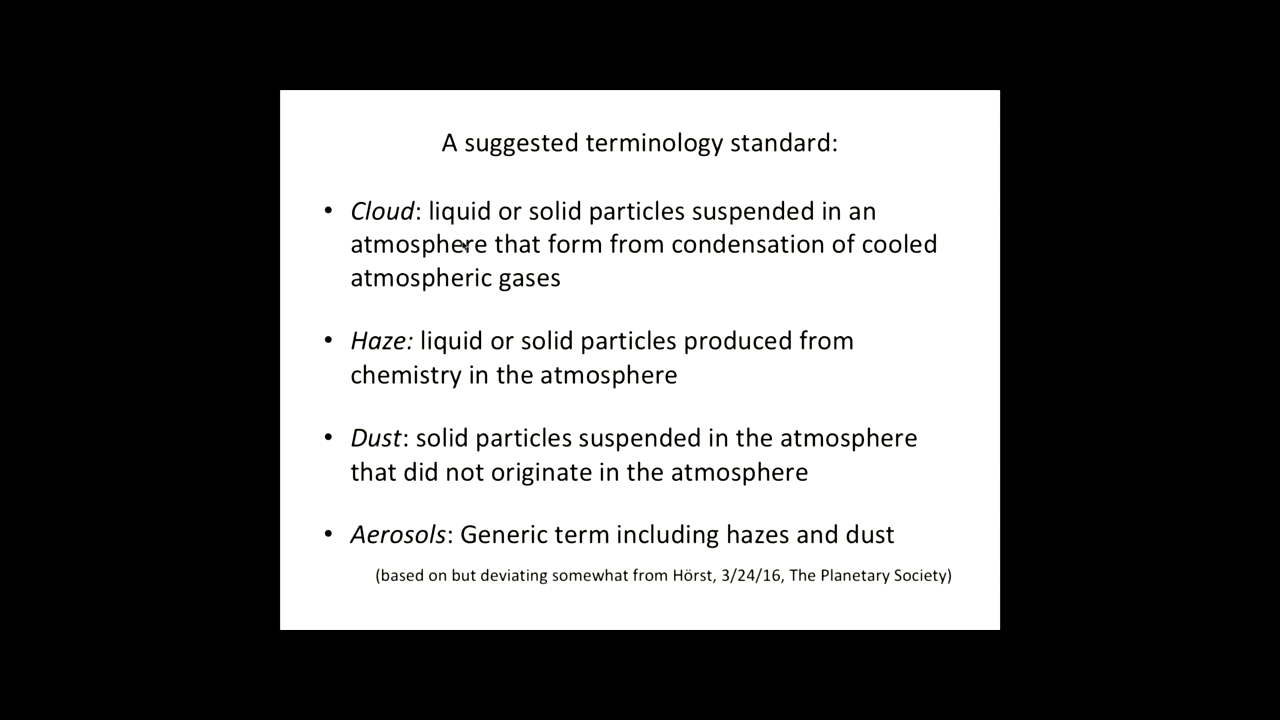 A suggested terminology standard:
• Cloud: liquid or solid particles suspended in an
atmosphere that form from condensation of cooled
atmospheric gases
• Haze: liquid or solid particles produced from
chemistry in the atmosphere
• Dust: solid particles suspended in the atmosphere
that did not originate in the atmosphere
• Aerosols: Generic term including hazes and dust
(based on but deviating somewhat from Hörst, 3/24/16, The Planetary Society)